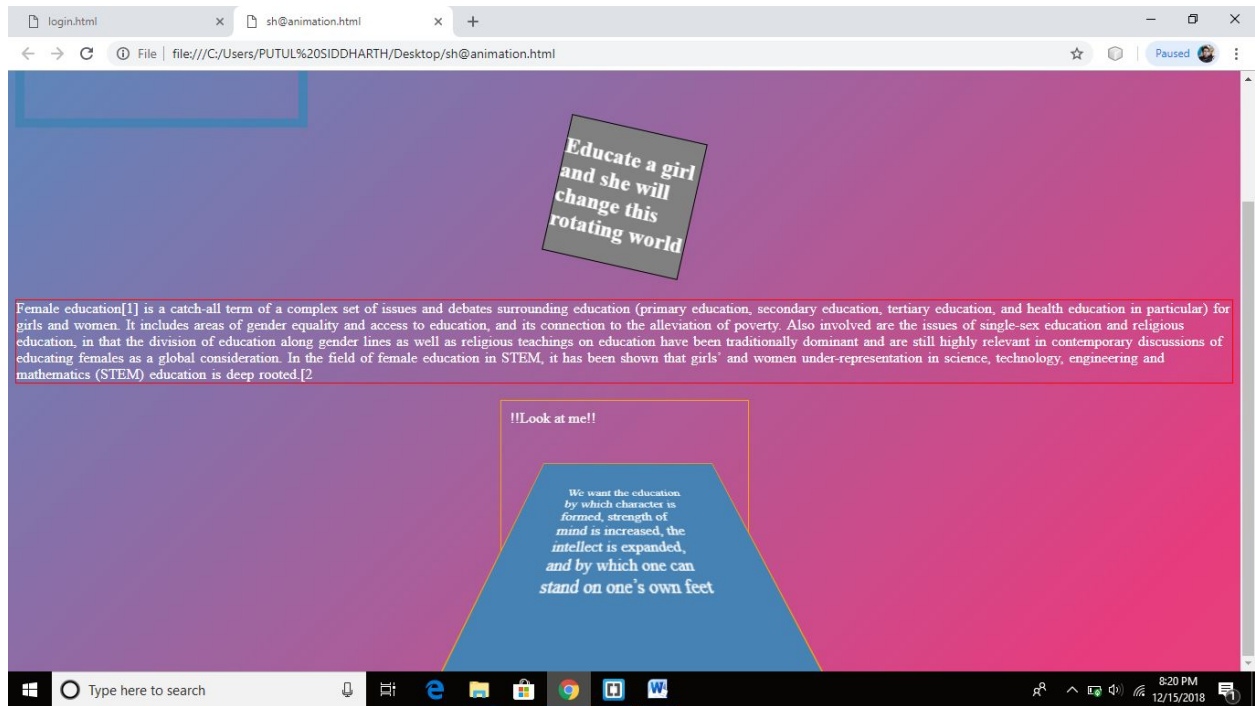 login.html
sh@animation.html
File
file:///C:/Users/PUTUL%20SIDDHARTH/Desktop/sh@animation.html
Paused
Educate a girl
and she will
change this
rotating world
Female education[1] is a catch-all term of a complex set of issues and debates surrounding education (primary education, secondary education, tertiary education, and health education in particular) for
girls and women. It includes areas of gender equality and access to education, and its connection to the alleviation of poverty. Also involved are the issues of single-sex education and religious
education, in that the division of education along gender lines as well as religious teachings on education have been traditionally dominant and are still highly relevant in contemporary discussions of
educating females as a global consideration. In the field of female education in STEM, it has been shown that girls’ and women under-representation in science, technology, engineering and
mathematics (STEM) education is deep rooted.[2
!!Look at me!!
We want the education
by which character is
formed, strength of
mind is increased, the
intellect is expanded,
and by which one can
stand on one’s own feet
Type here to search
8:20 PM
12/15/2018